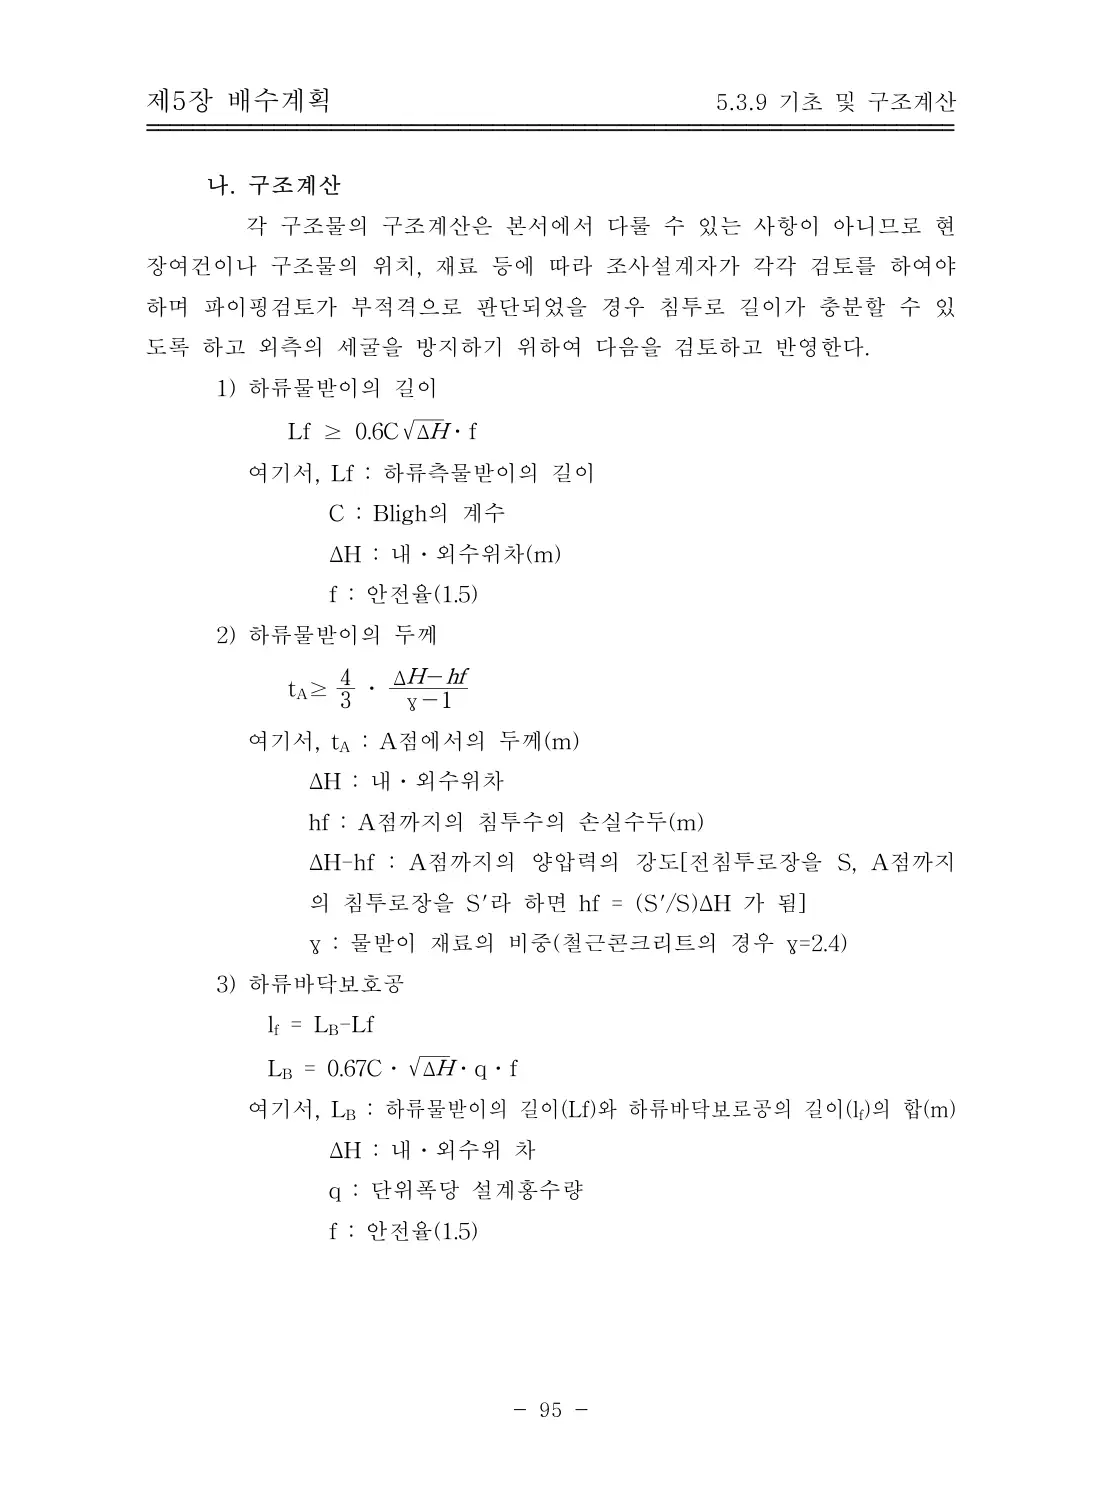 제5장 배수계획
5.3.9 기초 및 구조계산
나. 구조계산
각 구조물의 구조계산은 본서에서 다룰 수 있는 사항이 아니므로 현
장여건이나 구조물의 위치, 재료 등에 따라 조사설계자가 각각 검토를 하여야
하며 파이핑검토가 부적격으로 판단되었을 경우 침투로 길이가 충분할 수 있
도록 하고 외측의 세굴을 방지하기 위하여 다음을 검토하고 반영한다.
1) 하류물받이의 길이
Lf ≥ 0.6C√ΔH · f
여기서, Lf : 하류측물받이의 길이
C : Bligh의 계수
ΔH : 내·외수위차(m)
f : 안전율(1.5)
2) 하류물받이의 두께
tA ≥ 4/3 · (ΔH-hf)/(ɣ-1)
여기서, tA : A점에서의 두께(m)
ΔH : 내·외수위차
hf : A점까지의 침투수의 손실수두(m)
ΔH-hf : A점까지의 양압력의 강도[전침투로장을 S, A점까지
의 침투로장을 S′라 하면 hf = (S′/S)ΔH 가 됨]
ɣ : 물받이 재료의 비중(철근콘크리트의 경우 ɣ=2.4)
3) 하류바닥보호공
lf = LB-Lf
LB = 0.67C · √ΔH · q · f
여기서, LB : 하류물받이의 길이(Lf)와 하류바닥보로공의 길이(lf)의 합(m)
ΔH : 내·외수위 차
q : 단위폭당 설계홍수량
f : 안전율(1.5)
- 95 -